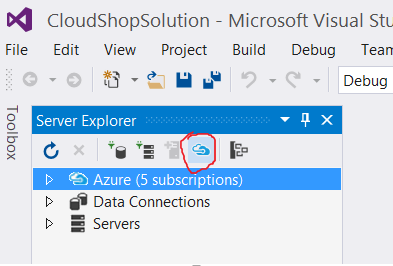 CloudShopSolution - Microsoft Visual Stu
File Edit View Project Build Debug Team
Debug
Toolbox
Server Explorer
Azure (5 subscriptions)
Data Connections
Servers